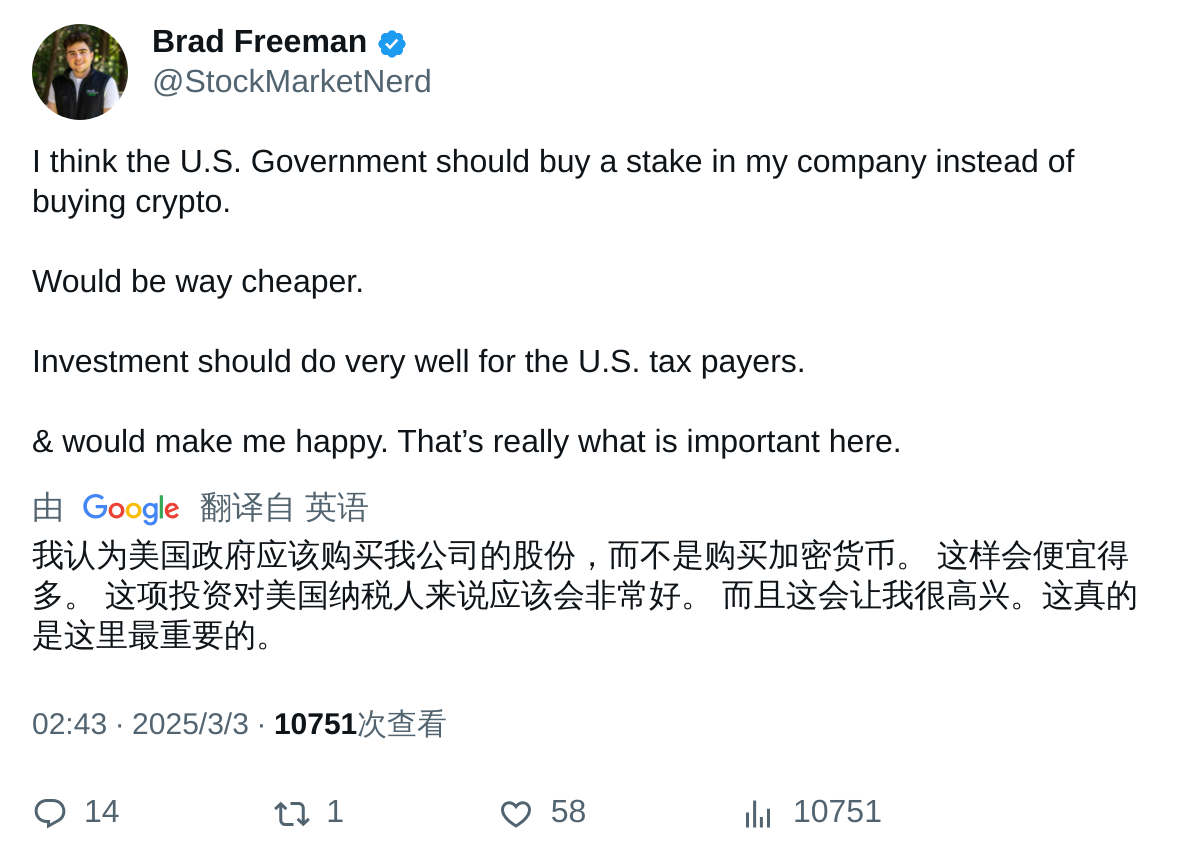 Brad Freeman
@StockMarketNerd
I think the U.S. Government should buy a stake in my company instead of
buying crypto.
Would be way cheaper.
Investment should do very well for the U.S. tax payers.
& would make me happy. That’s really what is important here.
由 Google 翻译自 英语
我认为美国政府应该购买我公司的股份，而不是购买加密货币。 这样会便宜得
多。 这项投资对美国纳税人来说应该会非常好。 而且这会让我很高兴。这真的
是这里最重要的。
02:43 · 2025/3/3 · 10751次查看
14 1 58 10751